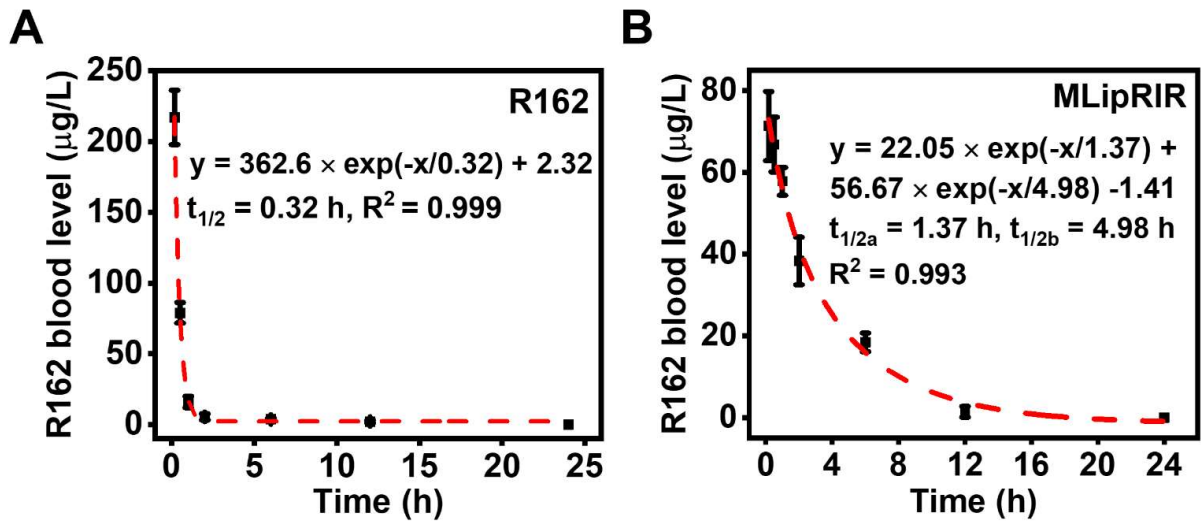 A
R162 blood level (μg/L)
250
200
150
100
50
0
R162
y = 362.6 × exp(-x/0.32) + 2.32
t1/2 = 0.32 h, R2 = 0.999
0 5 10 15 20 25
Time (h)
B
R162 blood level (μg/L)
80
60
40
20
0
MLipRIR
y = 22.05 × exp(-x/1.37) +
56.67 × exp(-x/4.98) -1.41
t1/2a = 1.37 h, t1/2b = 4.98 h
R2 = 0.993
0 4 8 12 16 20 24
Time (h)